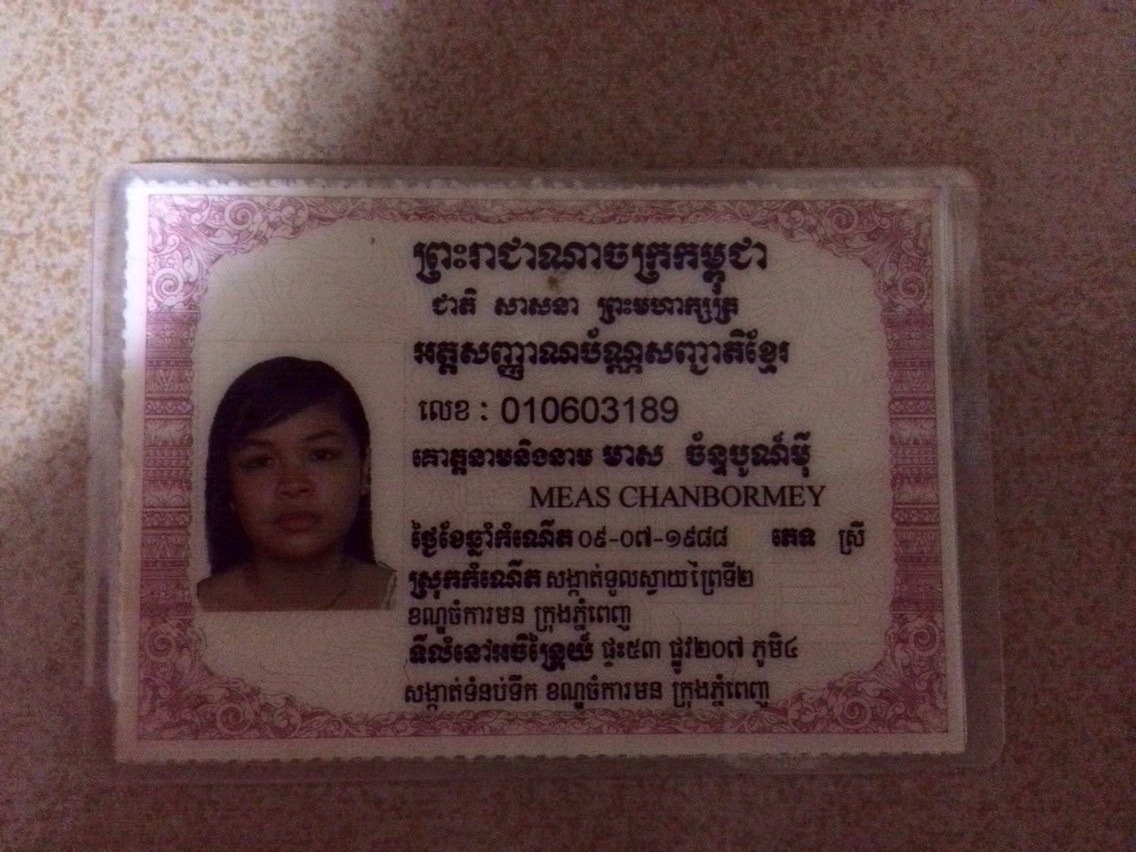 ព្រះរាជាណាចក្រកម្ពុជា
ជាតិ សាសនា ព្រះមហាក្សត្រ
អត្តសញ្ញាណប័ណ្ណសញ្ជាតិខ្មែរ
លេខ : 010603189
គោត្តនាមនិងនាម មាស ច័ន្ទបូណ៌ម៉ី
MEAS CHANBORMEY
ថ្ងៃខែឆ្នាំកំណើត ០៩-០៧-១៩៨៨ ភេទ ស្រី
ស្រុកកំណើត សង្កាត់ទួលស្វាយព្រៃទី២
ខណ្ឌចំការមន ក្រុងភ្នំពេញ
ទីលំនៅអចិន្ត្រៃយ៍ ផ្ទះ៥៣ ផ្លូវ២០៧ ភូមិ៤
សង្កាត់ទំនប់ទឹក ខណ្ឌចំការមន ក្រុងភ្នំពេញ